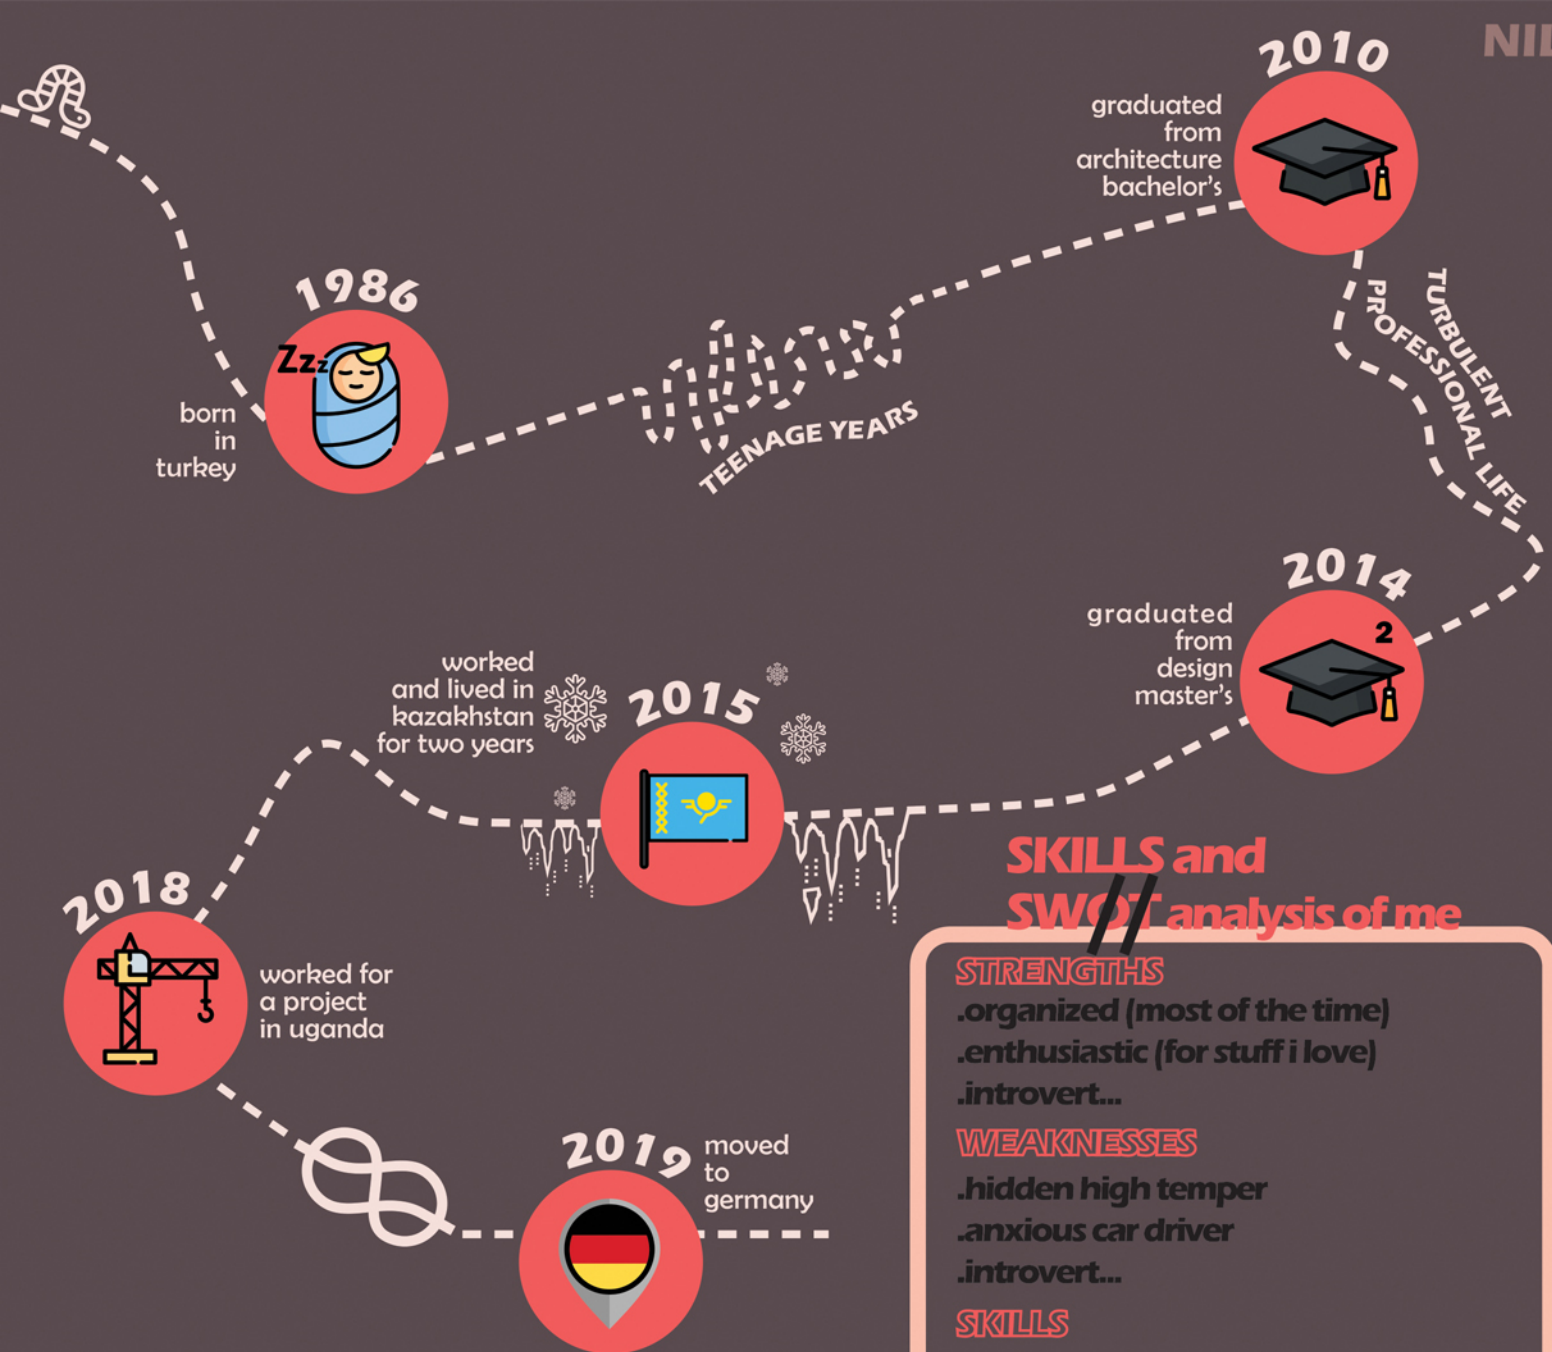 NIL
2010
graduated
from
architecture
bachelor's
1986
Zzz
born
in
turkey
TEENAGE YEARS
TURBULENT
PROFESSIONAL LIFE
2014
2
graduated
from
design
master's
2015
worked
and lived in
kazakhstan
for two years
2018
worked for
a project
in uganda
2019
moved
to
germany
SKILLS and
SWOT analysis of me
STRENGTHS
.organized (most of the time)
.enthusiastic (for stuff i love)
.introvert...
WEAKNESSES
.hidden high temper
.anxious car driver
.introvert...
SKILLS